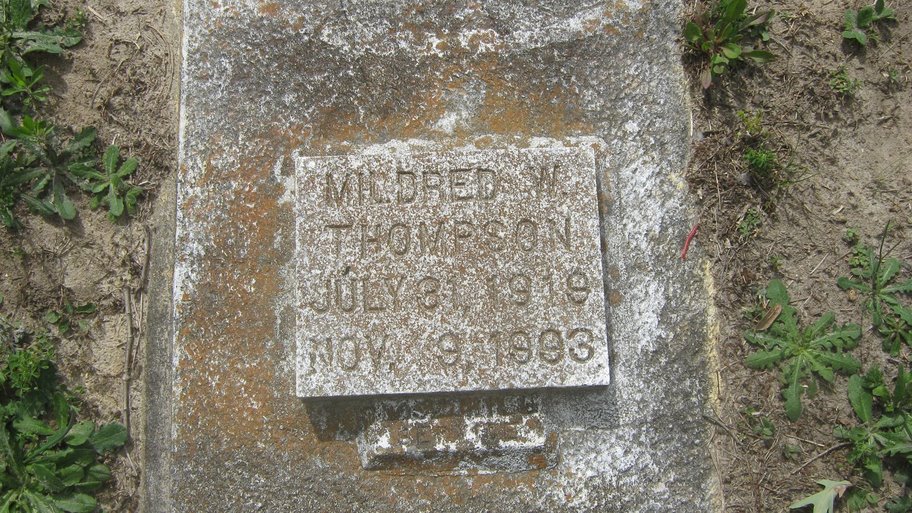 MILDRED W.
THOMPSON
JULY 31, 1919
NOV. 9, 1993